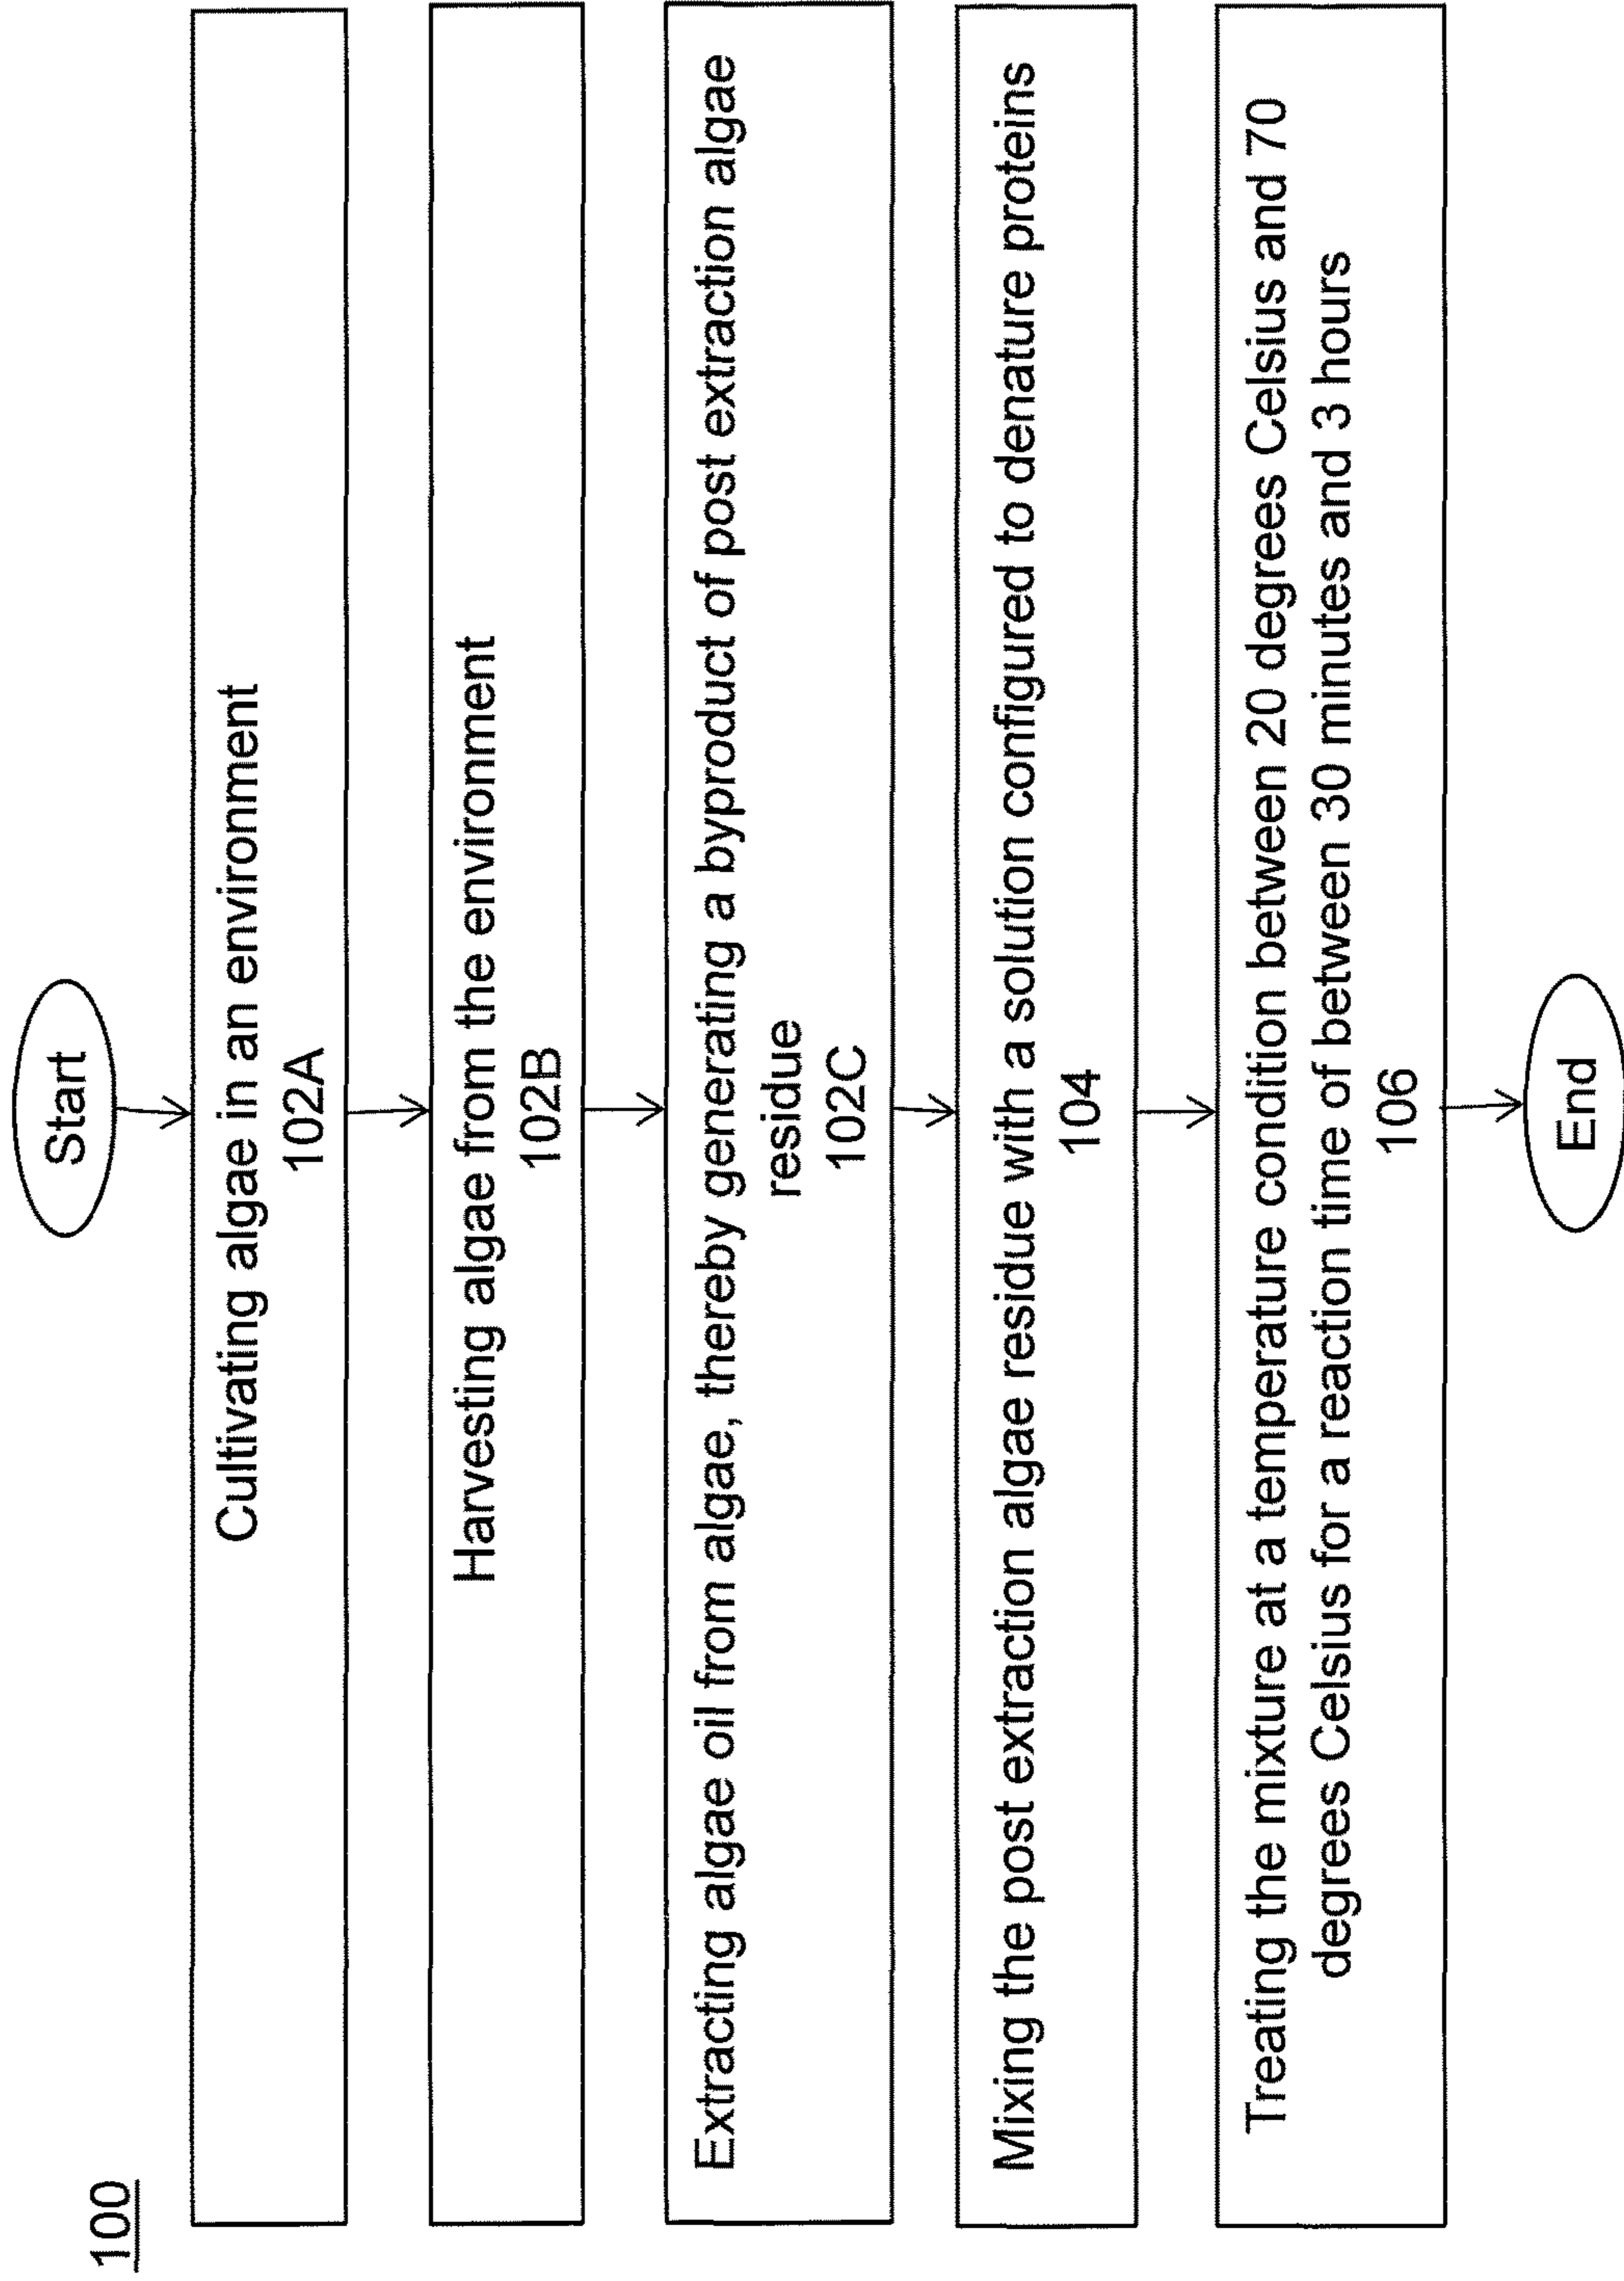 100
Start
Cultivating algae in an environment
102A
Harvesting algae from the environment
102B
Extracting algae oil from algae, thereby generating a byproduct of post extraction algae
residue
102C
Mixing the post extraction algae residue with a solution configured to denature proteins
104
Treating the mixture at a temperature condition between 20 degrees Celsius and 70
degrees Celsius for a reaction time of between 30 minutes and 3 hours
106
End